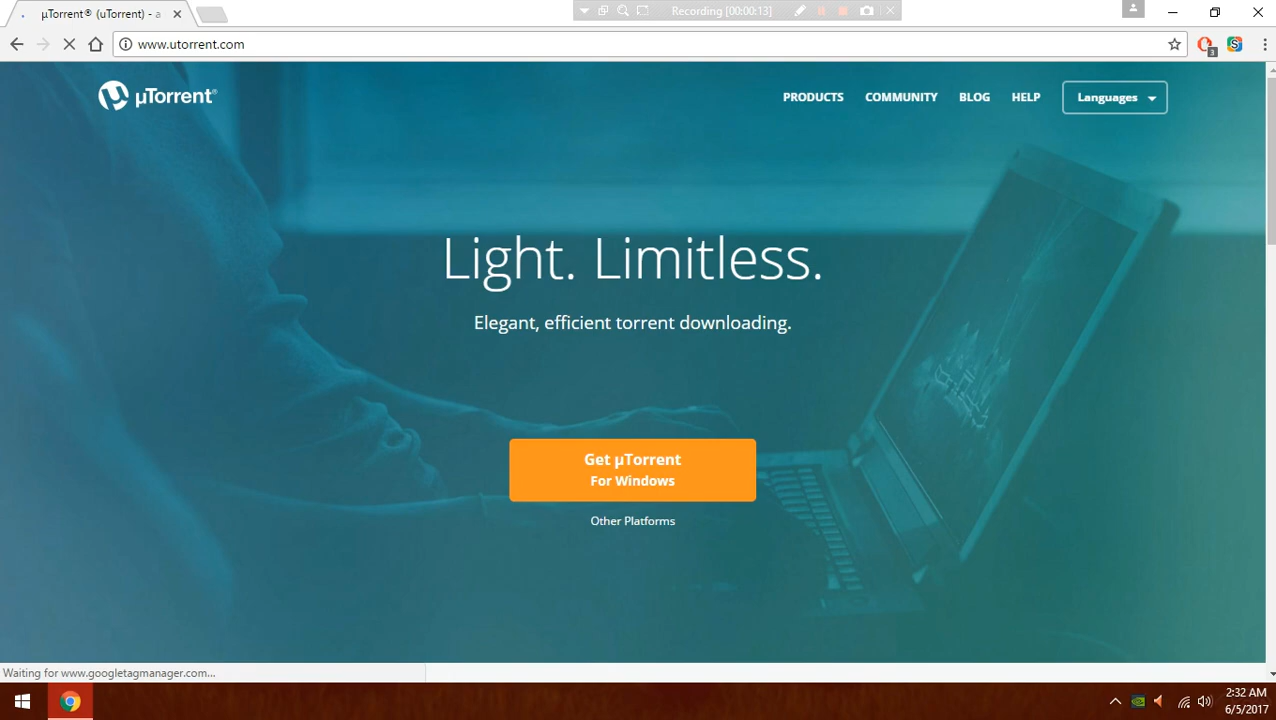 µTorrent® (uTorrent) - a
Recording [00:00:13]
www.utorrent.com
3
µTorrent®
PRODUCTS
COMMUNITY
BLOG
HELP
Languages
Light. Limitless.
Elegant, efficient torrent downloading.
Get µTorrent
For Windows
Other Platforms
Waiting for www.googletagmanager.com...
2:32 AM
6/5/2017